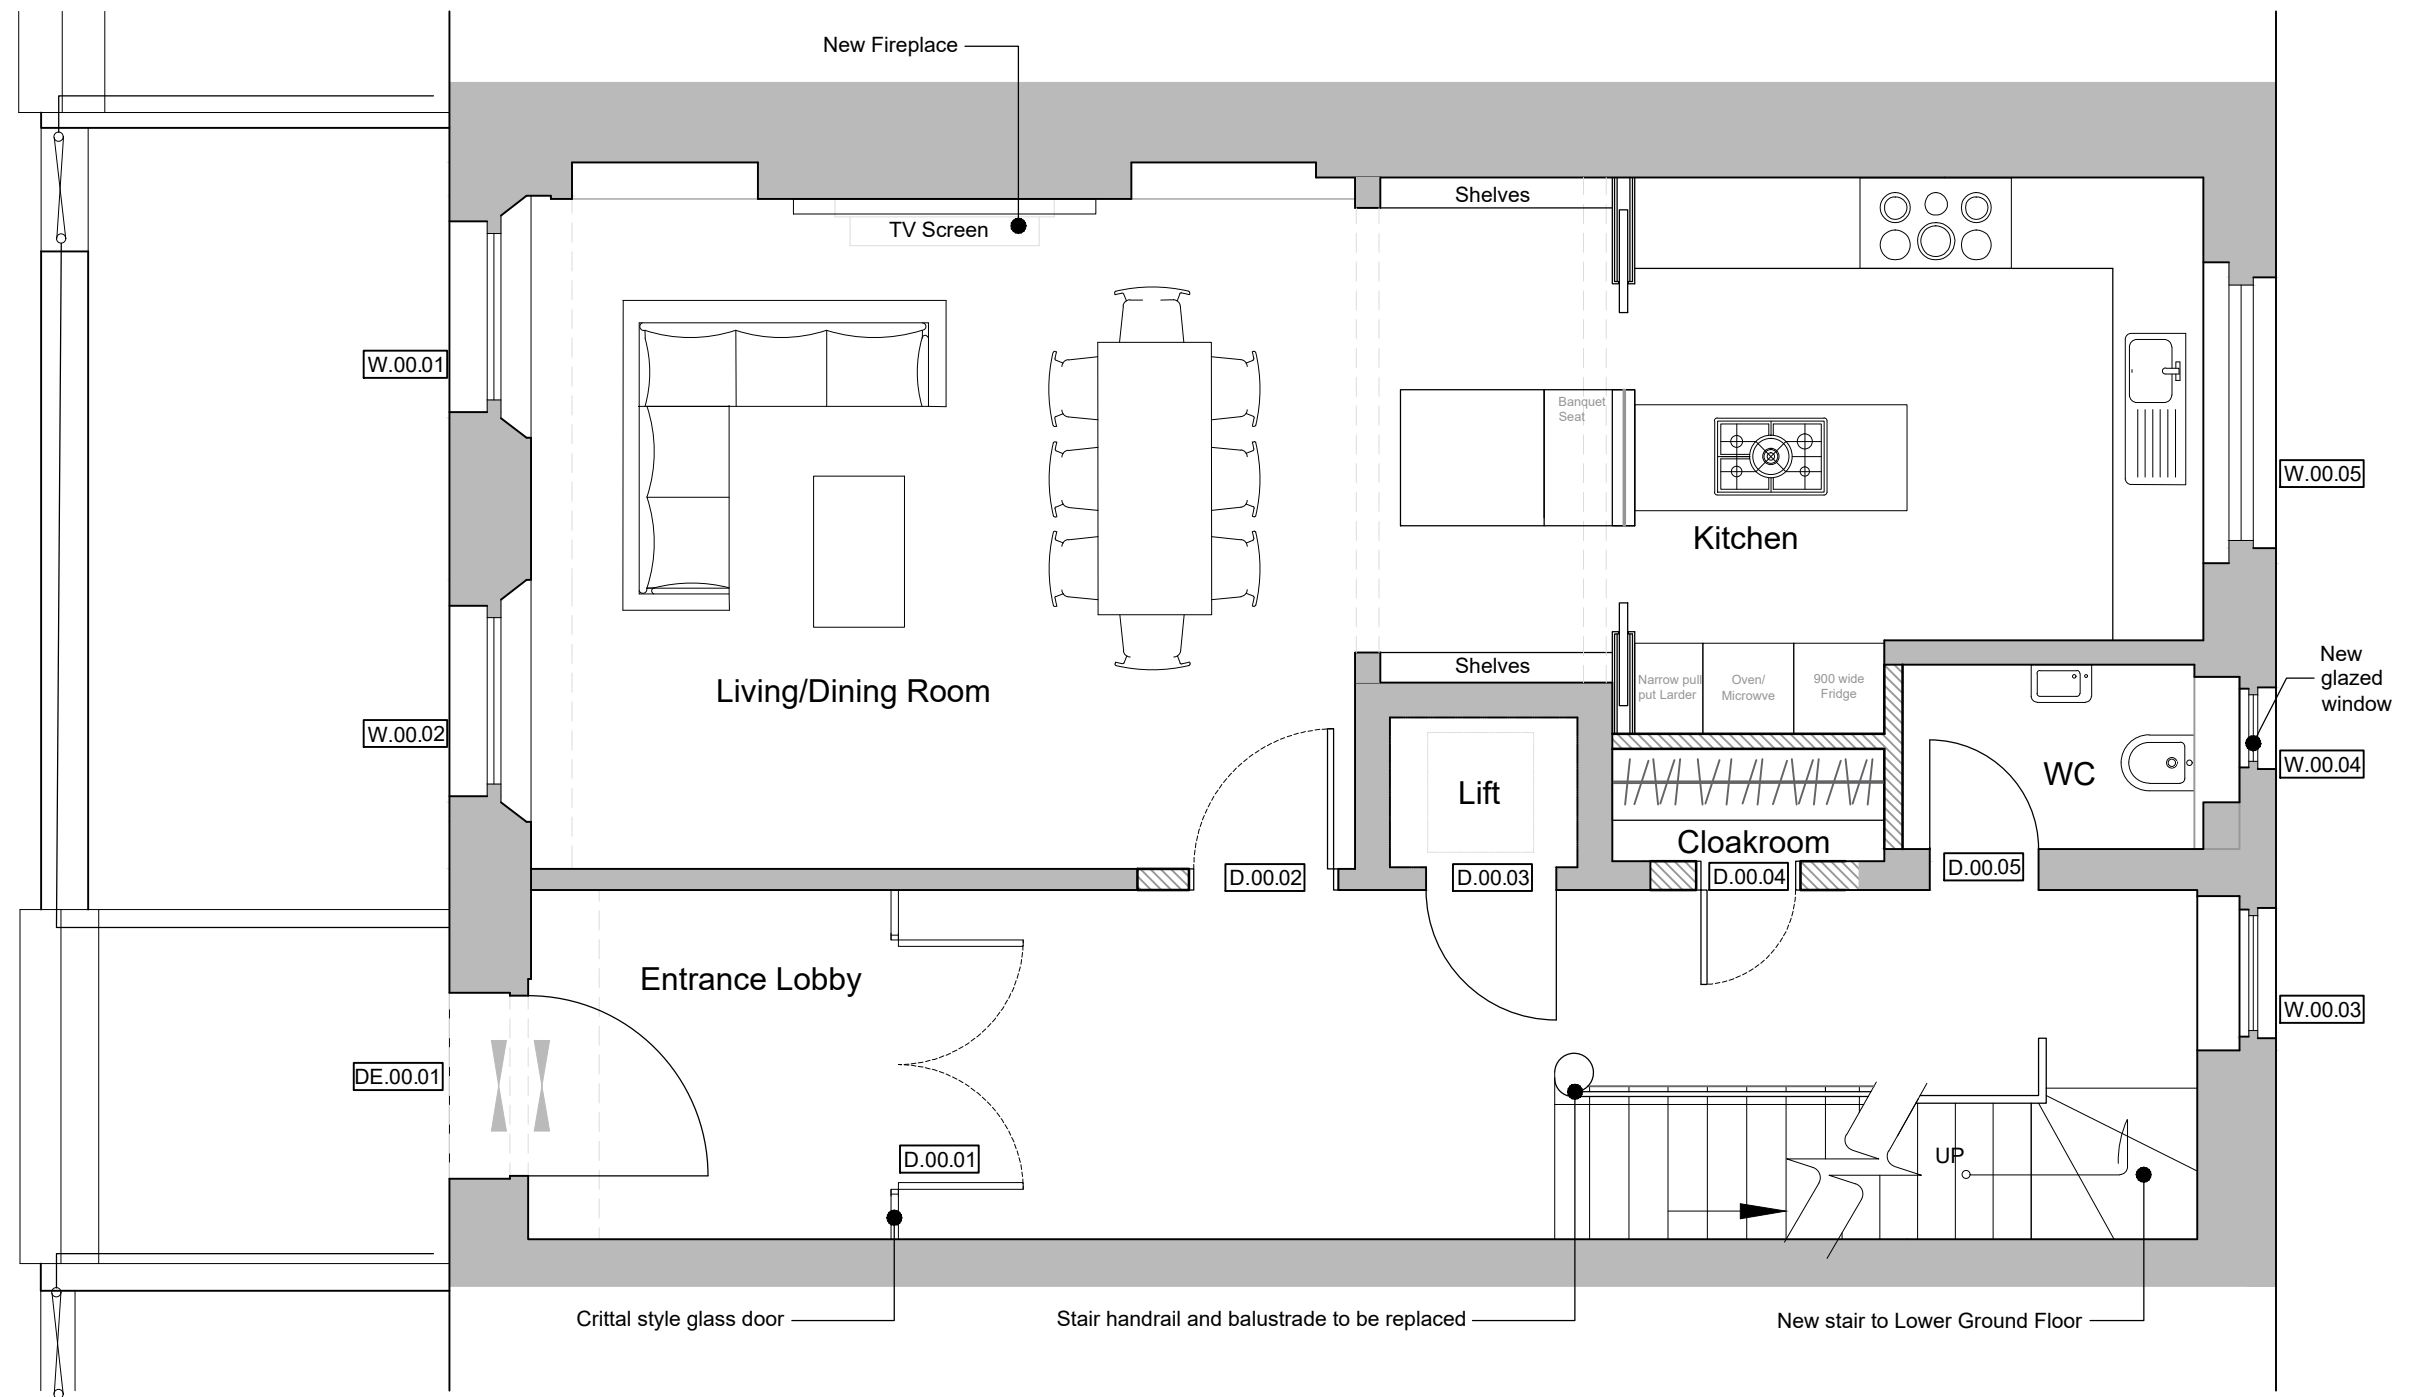 New Fireplace
Shelves
TV Screen
W.00.01
Banquet
Seat
W.00.05
Kitchen
New
glazed
window
Shelves
Narrow pull
put Larder
Oven/
Microwve
900 wide
Fridge
Living/Dining Room
W.00.02
W.00.04
WC
Lift
Cloakroom
D.00.02
D.00.03
D.00.04
D.00.05
Entrance Lobby
W.00.03
DE.00.01
D.00.01
UP
Crittal style glass door
Stair handrail and balustrade to be replaced
New stair to Lower Ground Floor